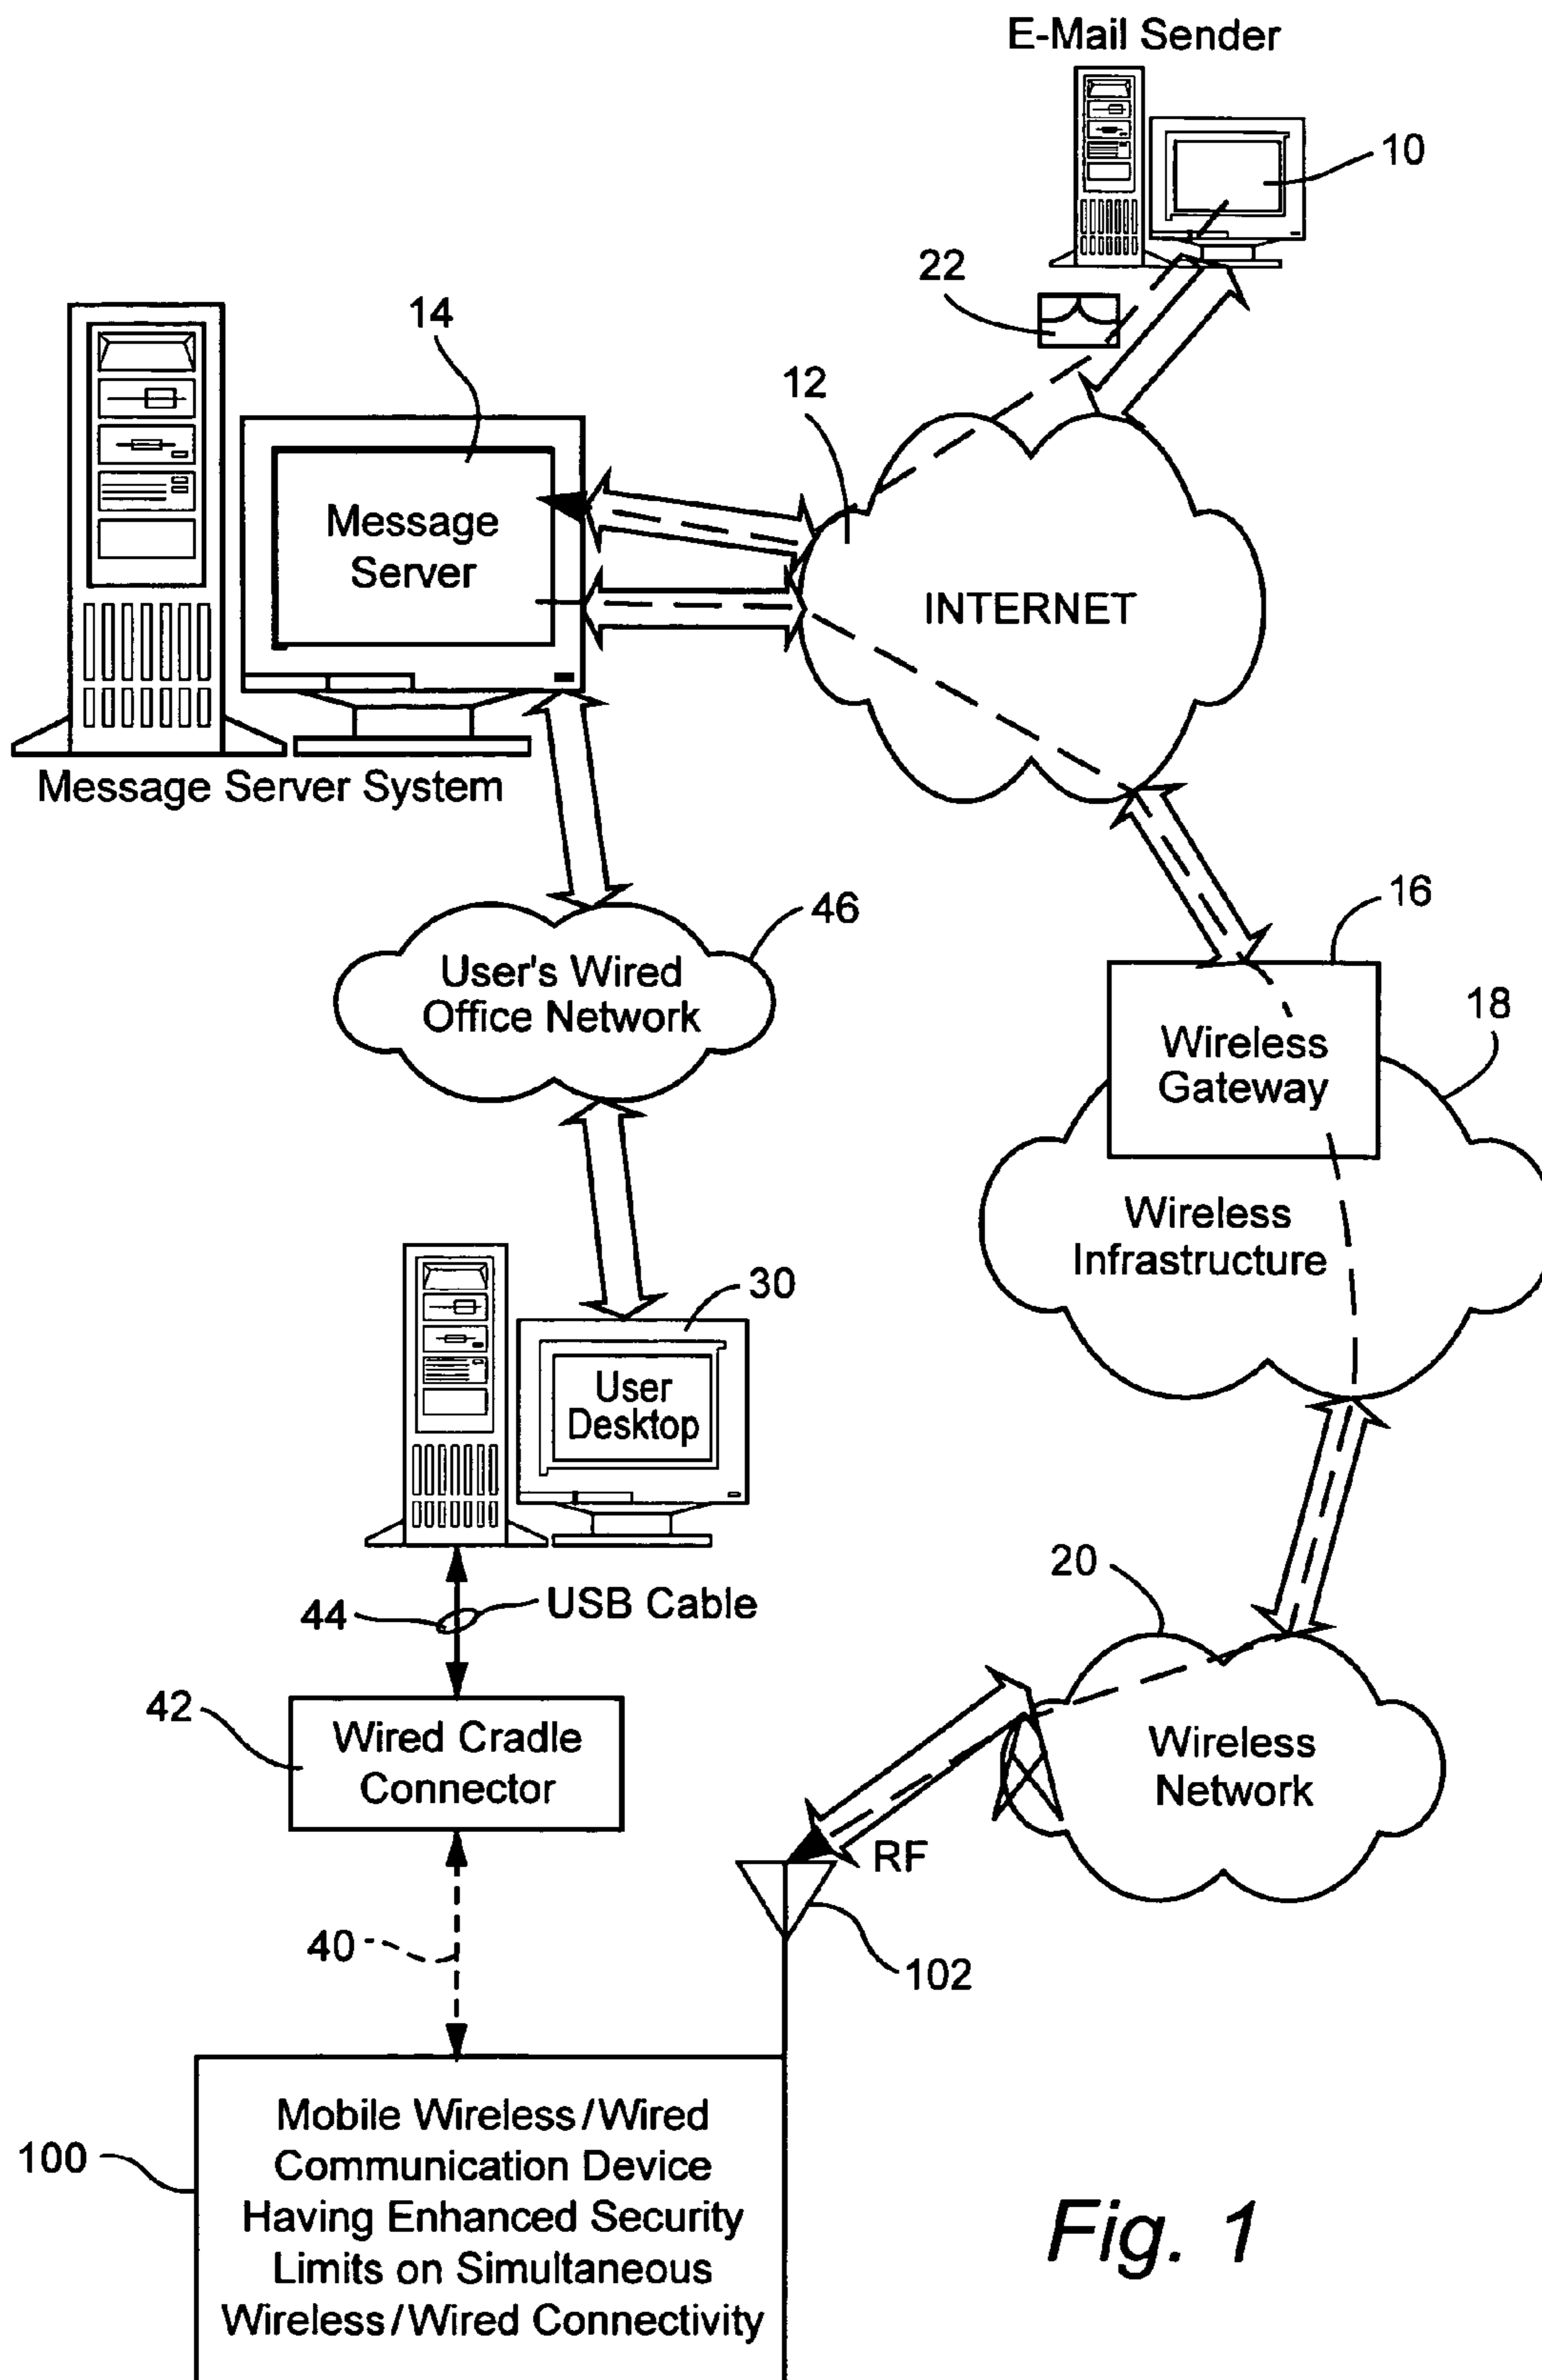 E-Mail Sender
10
22
14
12
Message
Server
INTERNET
Message Server System
46
16
User's Wired
Office Network
18
Wireless
Gateway
Wireless
Infrastructure
30
User
Desktop
20
44
USB Cable
42
Wired Cradle
Connector
Wireless
Network
RF
40
102
100
Mobile Wireless/Wired
Communication Device
Having Enhanced Security
Limits on Simultaneous
Wireless/Wired Connectivity
Fig. 1